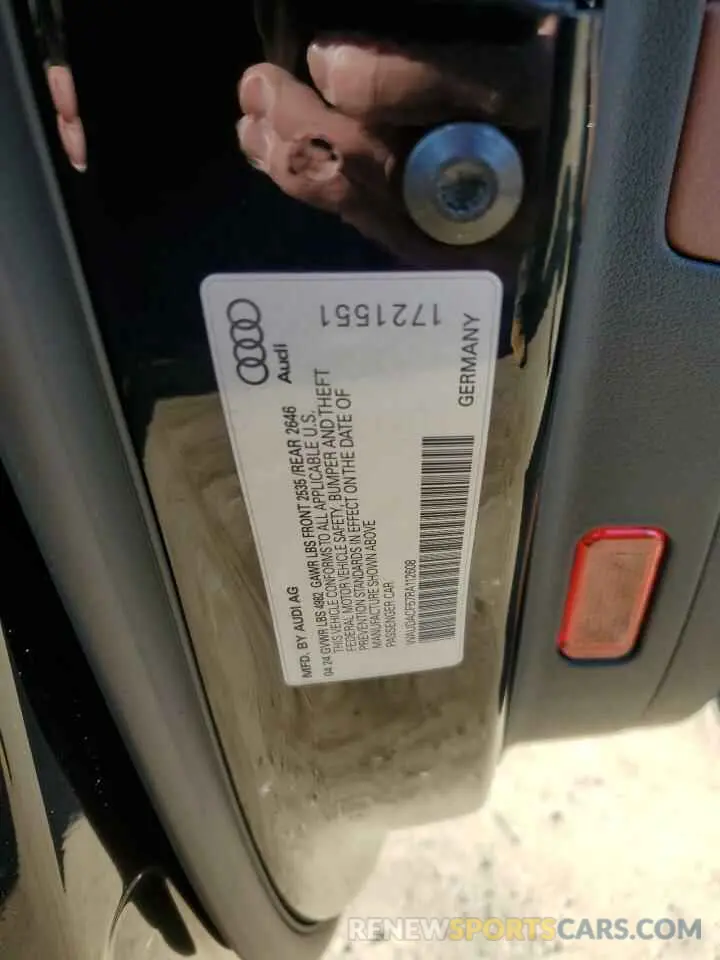 1721551
Audi
GERMANY
MFD. BY AUDI AG
04 24 GVWR LBS 4982 GAWR LBS FRONT 2535 /REAR 2646
THIS VEHICLE CONFORMS TO ALL APPLICABLE U.S.
FEDERAL MOTOR VEHICLE SAFETY, BUMPER AND THEFT
PREVENTION STANDARDS IN EFFECT ON THE DATE OF
MANUFACTURE SHOWN ABOVE
PASSENGER CAR
WAUDACF57RA112608
RENEWSPORTSCARS.COM